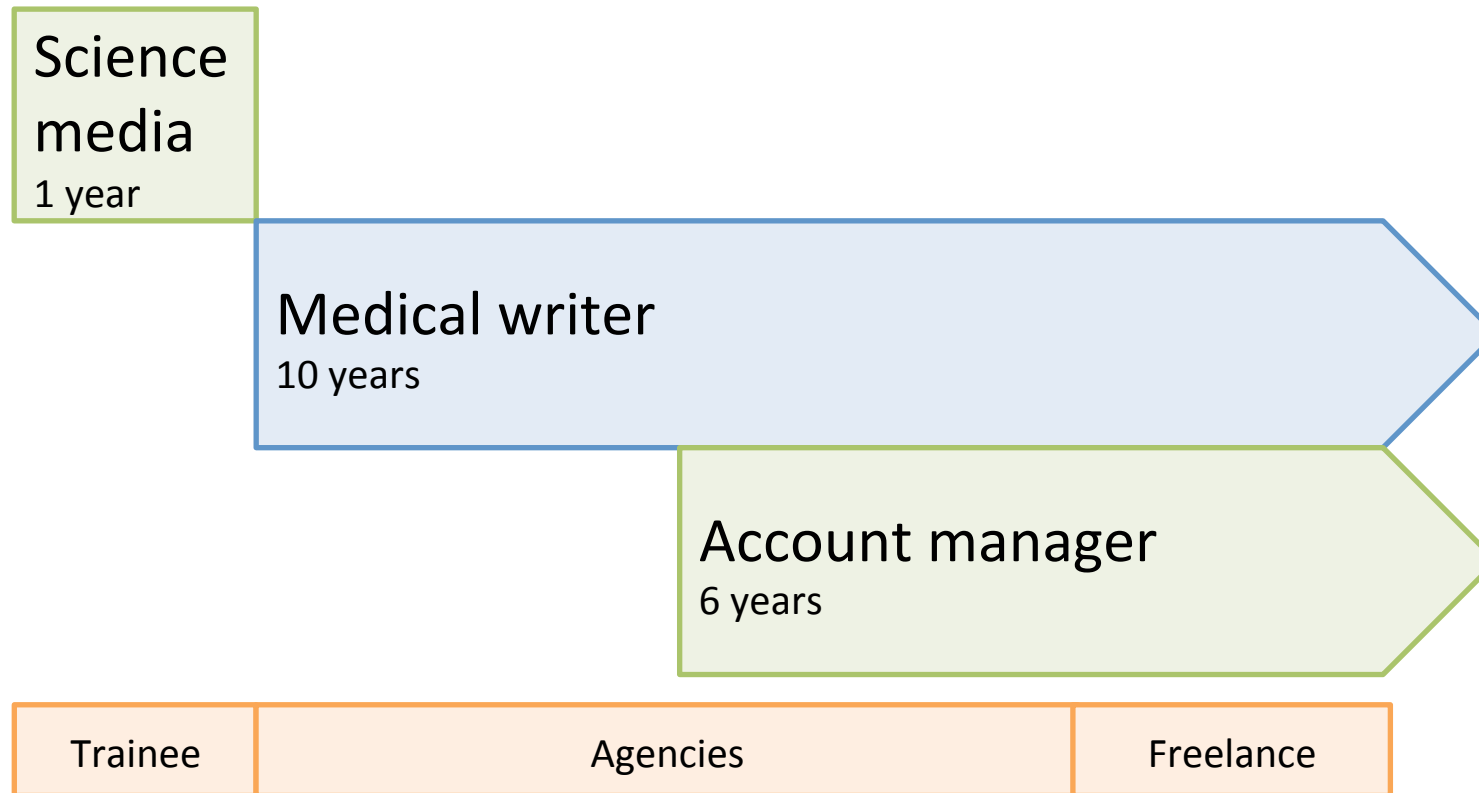 Science
media
1 year
Medical writer
10 years
Account manager
6 years
Trainee
Agencies
Freelance